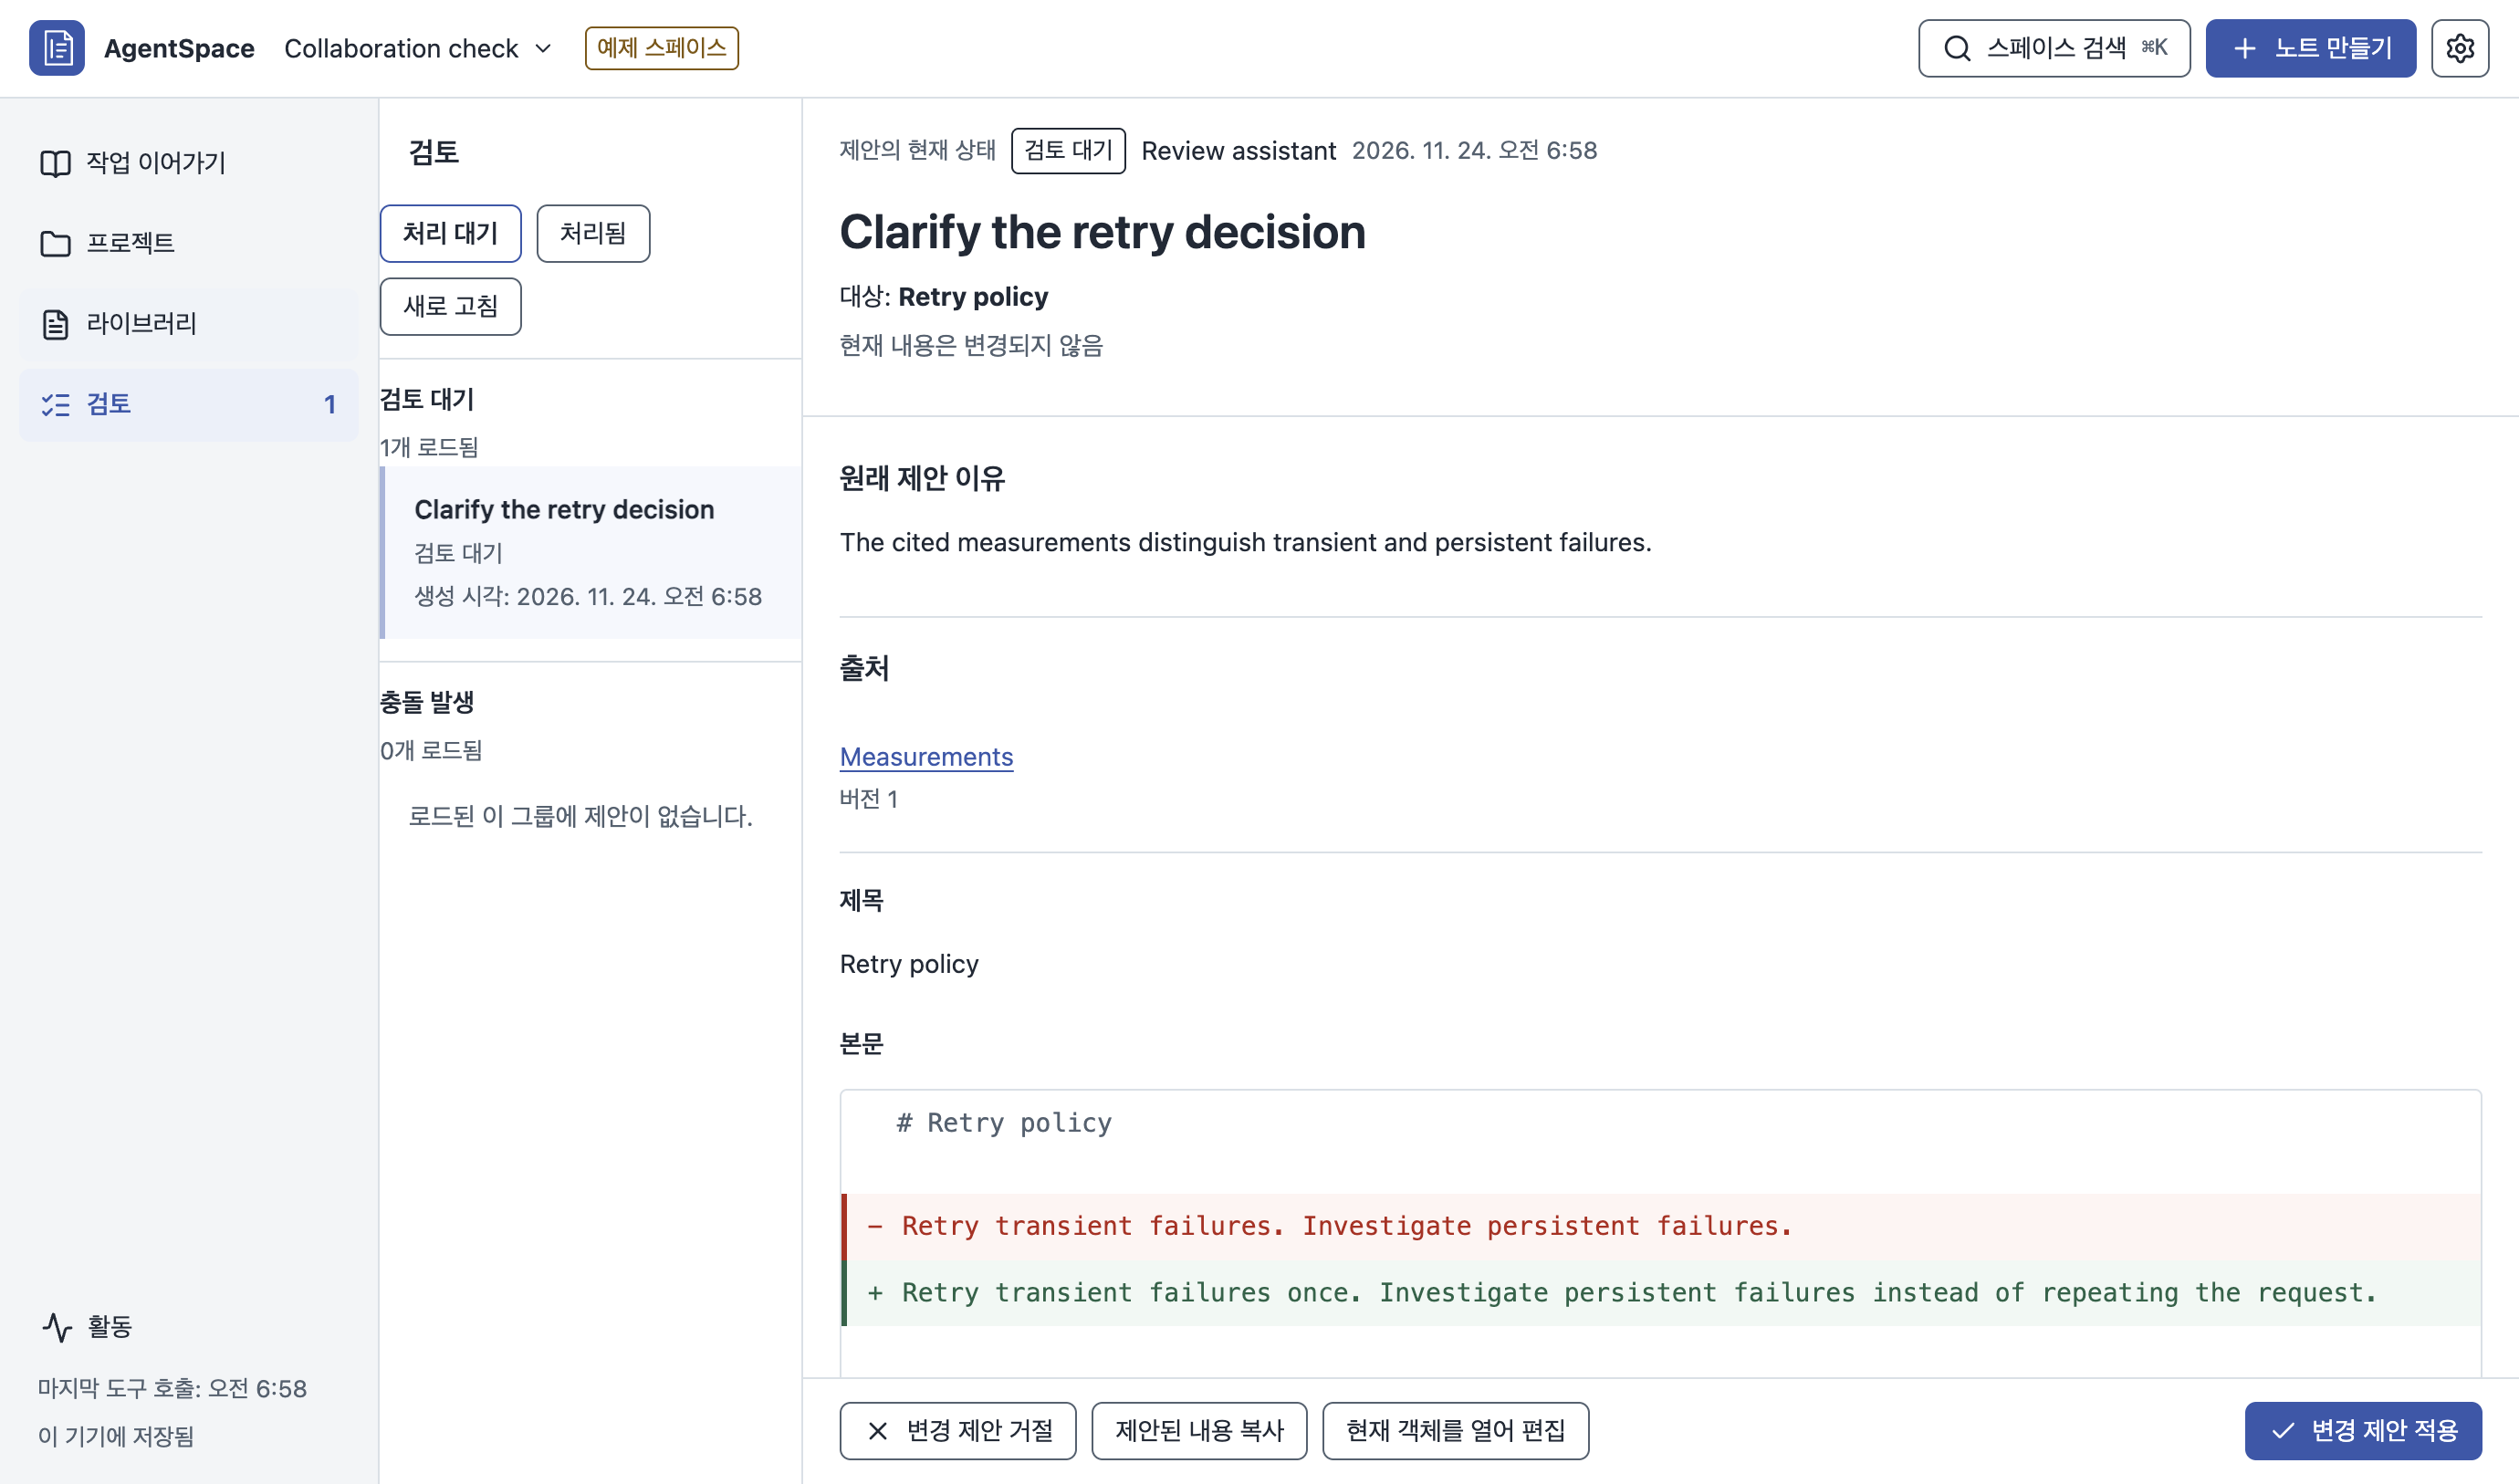 AgentSpace
Collaboration check
예제 스페이스
스페이스 검색 ⌘K
노트 만들기
작업 이어가기
프로젝트
라이브러리
검토 1
활동
마지막 도구 호출: 오전 6:58
이 기기에 저장됨
검토
처리 대기
처리됨
새로 고침
검토 대기
1개 로드됨
Clarify the retry decision
검토 대기
생성 시각: 2026. 11. 24. 오전 6:58
충돌 발생
0개 로드됨
로드된 이 그룹에 제안이 없습니다.
제안의 현재 상태 검토 대기 Review assistant 2026. 11. 24. 오전 6:58
Clarify the retry decision
대상: Retry policy
현재 내용은 변경되지 않음
원래 제안 이유
The cited measurements distinguish transient and persistent failures.
출처
Measurements
버전 1
제목
Retry policy
본문
# Retry policy
− Retry transient failures. Investigate persistent failures.
+ Retry transient failures once. Investigate persistent failures instead of repeating the request.
변경 제안 거절
제안된 내용 복사
현재 객체를 열어 편집
변경 제안 적용